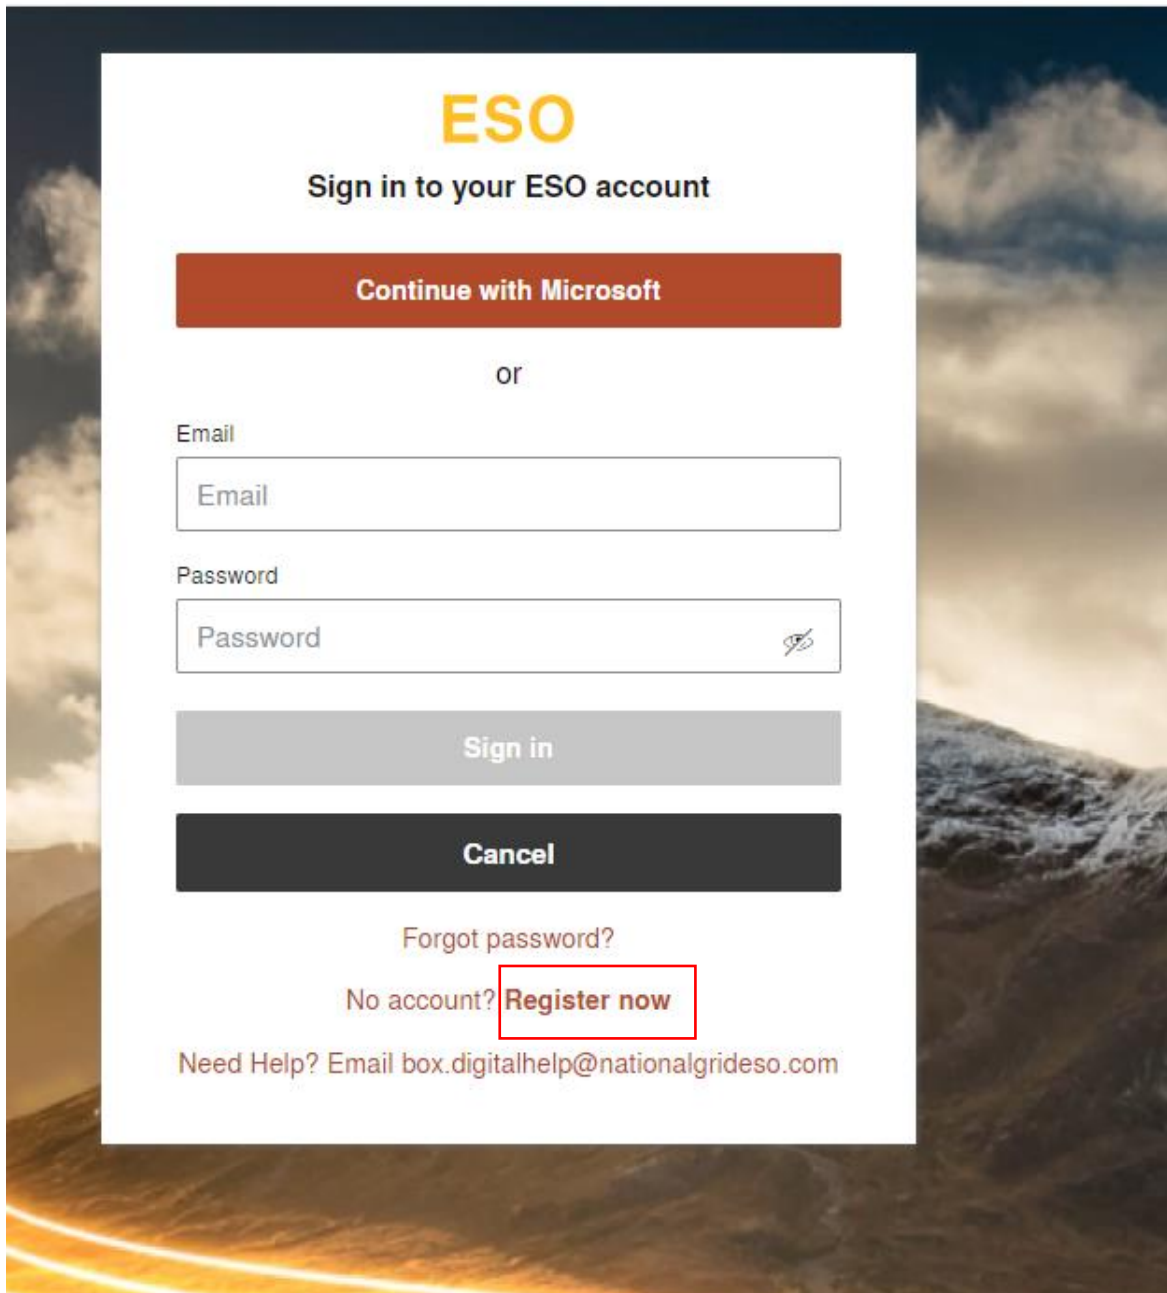 ESO
Sign in to your ESO account
Continue with Microsoft
or
Email
Email
Password
Password
Sign in
Cancel
Forgot password?
No account? Register now
Need Help? Email box.digitalhelp@nationalgrideso.com